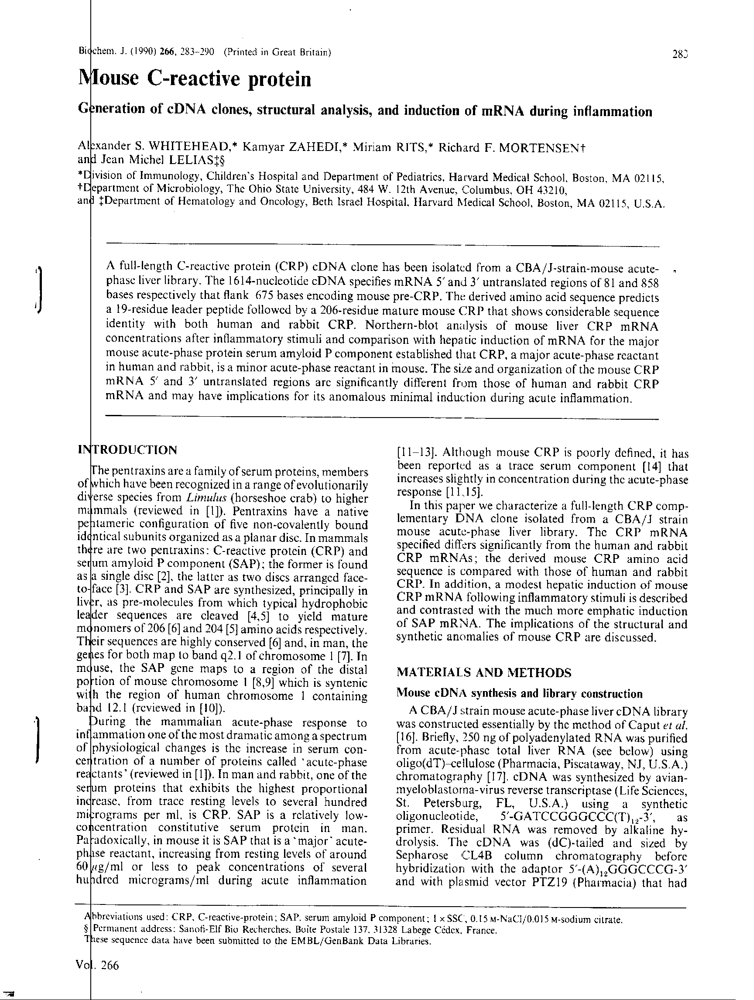 Biochem. J. (1990) 266, 283–290 (Printed in Great Britain)
283
Mouse C-reactive protein
Generation of cDNA clones, structural analysis, and induction of mRNA during inflammation
Alexander S. WHITEHEAD,* Kamyar ZAHEDI,* Miriam RITS,* Richard F. MORTENSEN†
and Jean Michel LELIAS‡§
*Division of Immunology, Children's Hospital and Department of Pediatrics, Harvard Medical School, Boston, MA 02115,
†Department of Microbiology, The Ohio State University, 484 W. 12th Avenue, Columbus, OH 43210,
and ‡Department of Hematology and Oncology, Beth Israel Hospital, Harvard Medical School, Boston, MA 02115, U.S.A.
A full-length C-reactive protein (CRP) cDNA clone has been isolated from a CBA/J-strain-mouse acute-
phase liver library. The 1614-nucleotide cDNA specifies mRNA 5′ and 3′ untranslated regions of 81 and 858
bases respectively that flank 675 bases encoding mouse pre-CRP. The derived amino acid sequence predicts
a 19-residue leader peptide followed by a 206-residue mature mouse CRP that shows considerable sequence
identity with both human and rabbit CRP. Northern-blot analysis of mouse liver CRP mRNA
concentrations after inflammatory stimuli and comparison with hepatic induction of mRNA for the major
mouse acute-phase protein serum amyloid P component established that CRP, a major acute-phase reactant
in human and rabbit, is a minor acute-phase reactant in mouse. The size and organization of the mouse CRP
mRNA 5′ and 3′ untranslated regions are significantly different from those of human and rabbit CRP
mRNA and may have implications for its anomalous minimal induction during acute inflammation.
INTRODUCTION
The pentraxins are a family of serum proteins, members
of which have been recognized in a range of evolutionarily
diverse species from Limulus (horseshoe crab) to higher
mammals (reviewed in [1]). Pentraxins have a native
pentameric configuration of five non-covalently bound
identical subunits organized as a planar disc. In mammals
there are two pentraxins: C-reactive protein (CRP) and
serum amyloid P component (SAP); the former is found
as a single disc [2], the latter as two discs arranged face-
to-face [3]. CRP and SAP are synthesized, principally in
liver, as pre-molecules from which typical hydrophobic
leader sequences are cleaved [4,5] to yield mature
monomers of 206 [6] and 204 [5] amino acids respectively.
Their sequences are highly conserved [6] and, in man, the
genes for both map to band q2.1 of chromosome 1 [7]. In
mouse, the SAP gene maps to a region of the distal
portion of mouse chromosome 1 [8,9] which is syntenic
with the region of human chromosome 1 containing
band 12.1 (reviewed in [10]).
During the mammalian acute-phase response to
inflammation one of the most dramatic among a spectrum
of physiological changes is the increase in serum con-
centration of a number of proteins called 'acute-phase
reactants' (reviewed in [1]). In man and rabbit, one of the
serum proteins that exhibits the highest proportional
increase, from trace resting levels to several hundred
micrograms per ml, is CRP. SAP is a relatively low-
concentration constitutive serum protein in man.
Paradoxically, in mouse it is SAP that is a 'major' acute-
phase reactant, increasing from resting levels of around
60 μg/ml or less to peak concentrations of several
hundred micrograms/ml during acute inflammation
[11–13]. Although mouse CRP is poorly defined, it has
been reported as a trace serum component [14] that
increases slightly in concentration during the acute-phase
response [11,15].
In this paper we characterize a full-length CRP comp-
lementary DNA clone isolated from a CBA/J strain
mouse acute-phase liver library. The CRP mRNA
specified differs significantly from the human and rabbit
CRP mRNAs; the derived mouse CRP amino acid
sequence is compared with those of human and rabbit
CRP. In addition, a modest hepatic induction of mouse
CRP mRNA following inflammatory stimuli is described
and contrasted with the much more emphatic induction
of SAP mRNA. The implications of the structural and
synthetic anomalies of mouse CRP are discussed.
MATERIALS AND METHODS
Mouse cDNA synthesis and library construction
A CBA/J strain mouse acute-phase liver cDNA library
was constructed essentially by the method of Caput et al.
[16]. Briefly, 250 ng of polyadenylated RNA was purified
from acute-phase total liver RNA (see below) using
oligo(dT)–cellulose (Pharmacia, Piscataway, NJ, U.S.A.)
chromatography [17]. cDNA was synthesized by avian-
myeloblastoma-virus reverse transcriptase (Life Sciences,
St. Petersburg, FL, U.S.A.) using a synthetic
oligonucleotide, 5′-GATCCGGGCCC(T)₁₂-3′, as
primer. Residual RNA was removed by alkaline hy-
drolysis. The cDNA was (dC)-tailed and sized by
Sepharose CL4B column chromatography before
hybridization with the adaptor 5′-(A)₁₂GGGCCCG-3′
and with plasmid vector PTZ19 (Pharmacia) that had
Abbreviations used: CRP, C-reactive-protein; SAP, serum amyloid P component; 1 × SSC, 0.15 M-NaCl/0.015 M-sodium citrate.
§ Permanent address: Sanofi-Elf Bio Recherches, Boîte Postale 137, 31328 Labege Cédex, France.
These sequence data have been submitted to the EMBL/GenBank Data Libraries.
Vol. 266